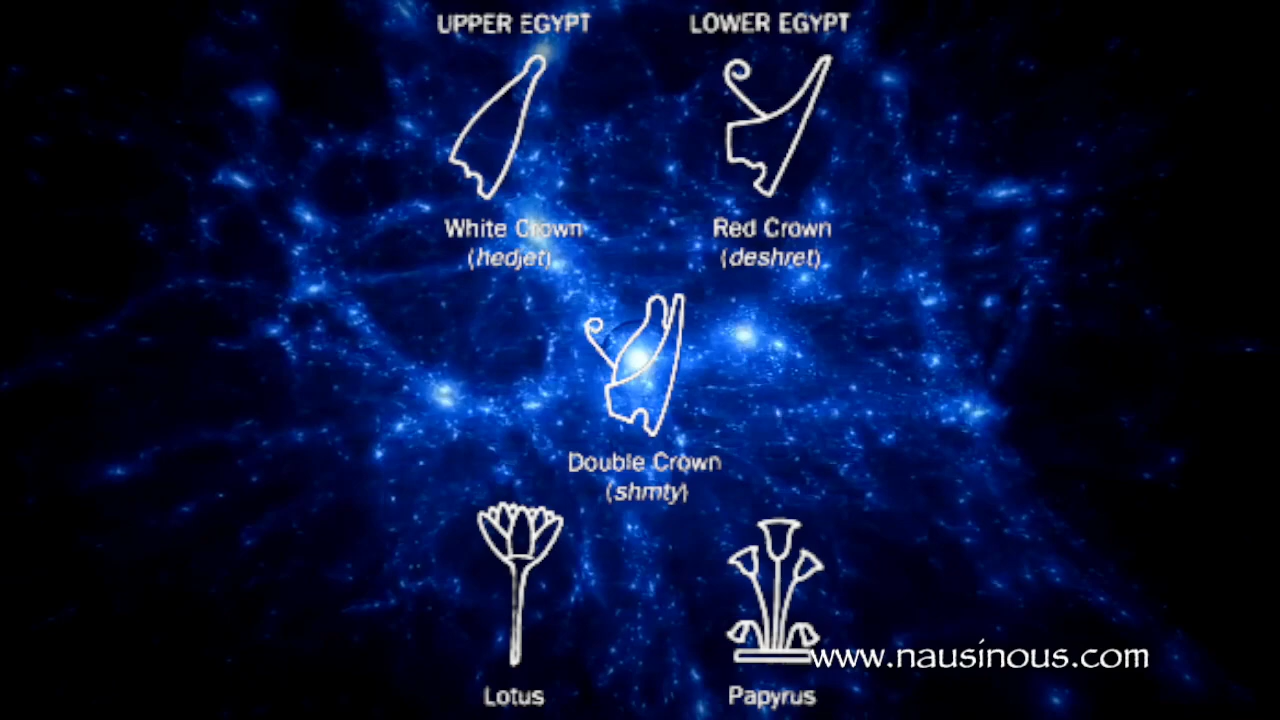 UPPER EGYPT
LOWER EGYPT
White Crown
(hedjet)
Red Crown
(deshret)
Double Crown
(shmty)
Lotus
Papyrus
www.nausinous.com